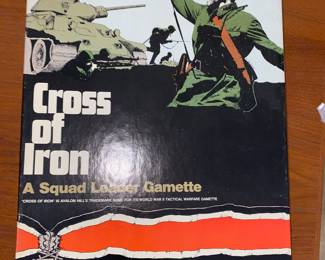 Cross
of
Iron
A Squad Leader Gamette
"CROSS OF IRON" IS AVALON HILL'S TRADEMARK NAME FOR ITS WORLD WAR II TACTICAL WARFARE GAMETTE